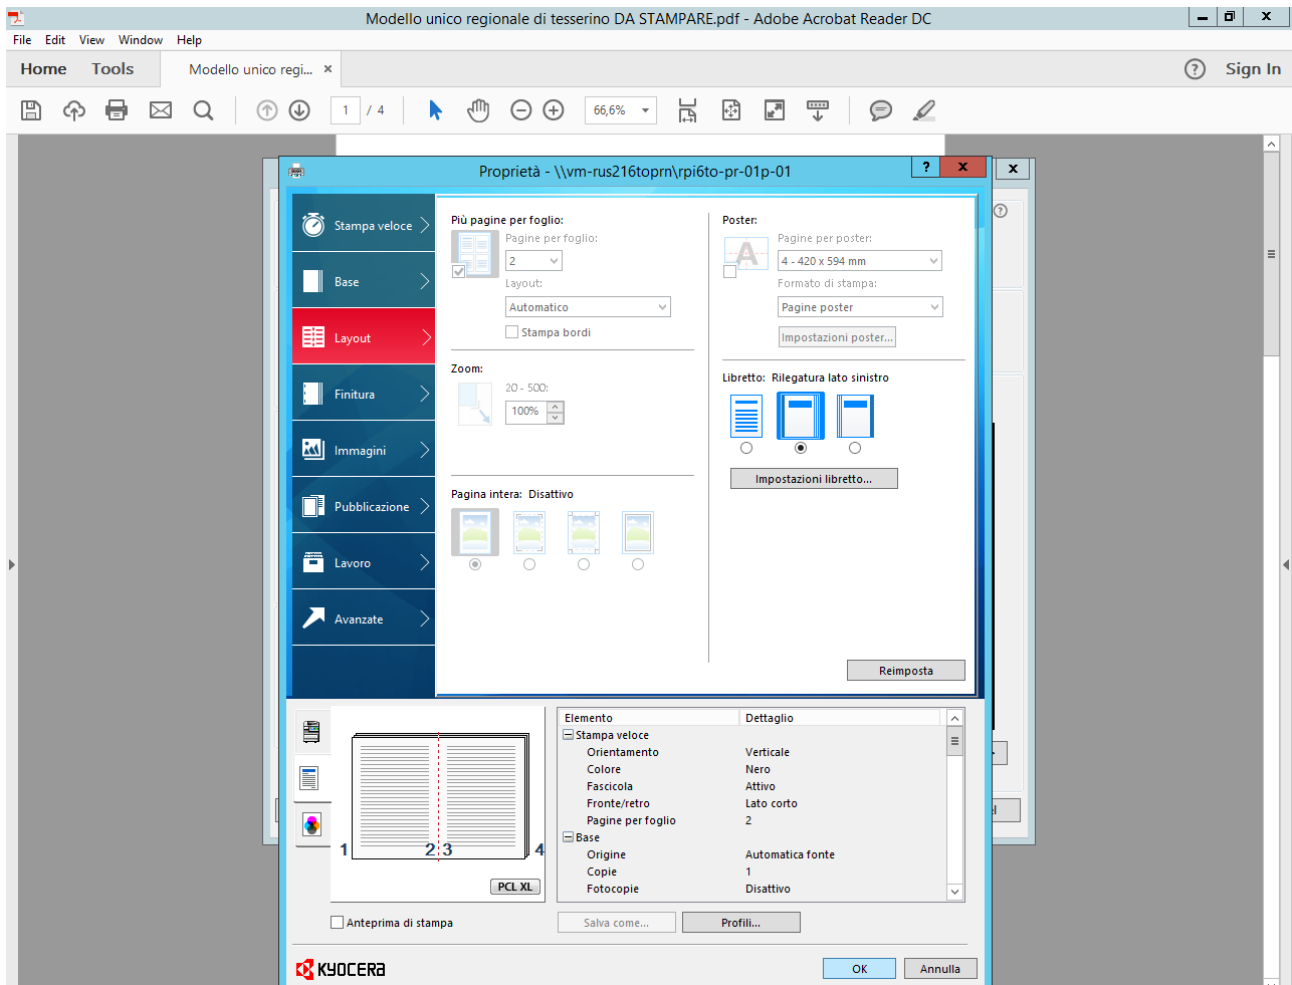 Modello unico regionale di tesserino DA STAMPARE.pdf - Adobe Acrobat Reader DC
File Edit View Window Help
Home Tools Modello unico regi... × ? Sign In
1 / 4 66,6%
Proprietà - \\vm-rus216toprn\rpi6to-pr-01p-01 ? x x
Stampa veloce
Base
Layout
Finitura
Immagini
Pubblicazione
Lavoro
Avanzate
Più pagine per foglio:
Pagine per foglio:
2
Layout:
Automatico
Stampa bordi
Zoom:
20 - 500:
100%
Pagina intera: Disattivo
Poster:
A
Pagine per poster:
4 - 420 x 594 mm
Formato di stampa:
Pagine poster
Impostazioni poster...
Libretto: Rilegatura lato sinistro
Impostazioni libretto...
Reimposta
1 2 3 4
PCL XL
Elemento Dettaglio
Stampa veloce
Orientamento Verticale
Colore Nero
Fascicola Attivo
Fronte/retro Lato corto
Pagine per foglio 2
Base
Origine Automatica fonte
Copie 1
Fotocopie Disattivo
Anteprima di stampa
Salva come... Profili...
KYOCERA
OK Annulla